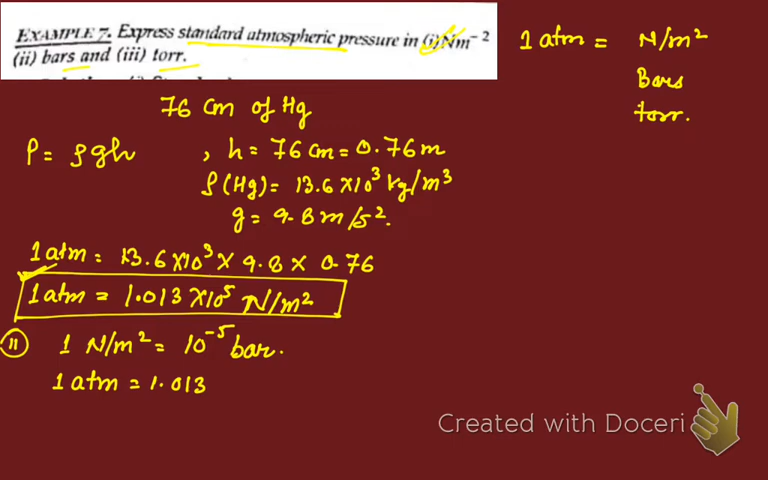 EXAMPLE 7. Express standard atmospheric pressure in (i) Nm⁻²
(ii) bars and (iii) torr.
1 atm = N/m²
Bars
torr.
76 cm of Hg
P = ρgh , h = 76 cm = 0.76 m
ρ(Hg) = 13.6 × 10³ kg/m³
g = 9.8 m/s².
1 atm = 13.6 × 10³ × 9.8 × 0.76
1 atm = 1.013 × 10⁵ N/m²
(11) 1 N/m² = 10⁻⁵ bar.
1 atm = 1.013
Created with Doceri